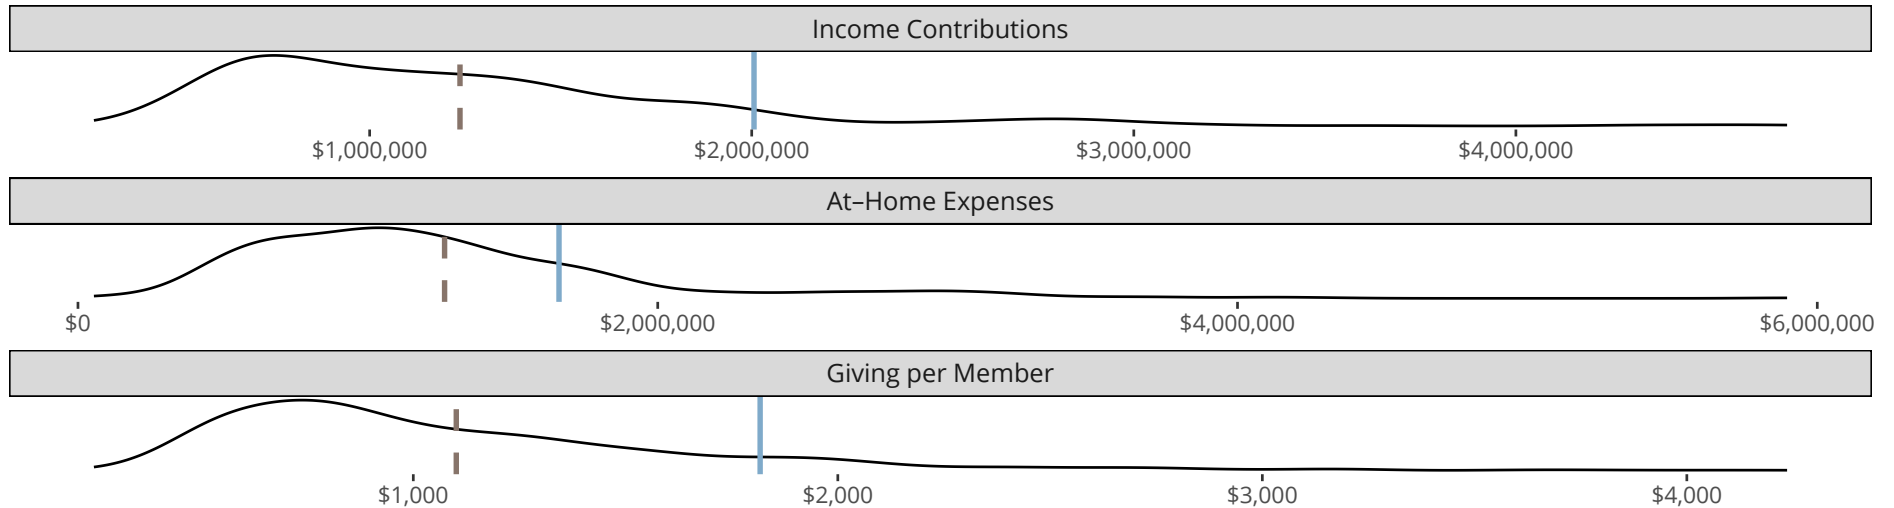 Income Contributions
$1,000,000 $2,000,000 $3,000,000 $4,000,000
At–Home Expenses
$0 $2,000,000 $4,000,000 $6,000,000
Giving per Member
$1,000 $2,000 $3,000 $4,000